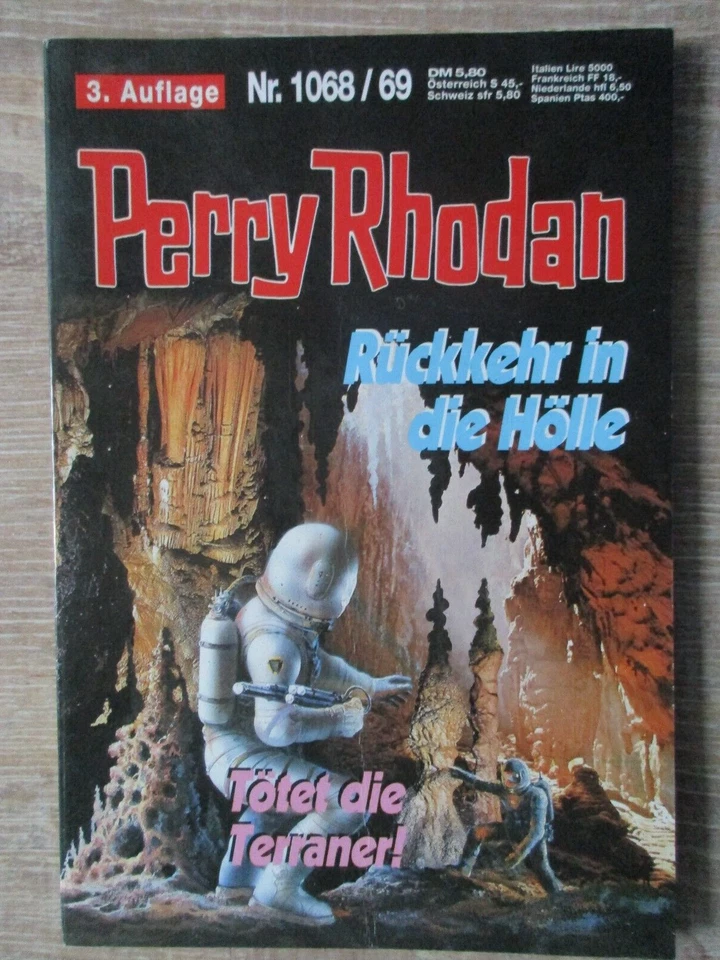 3. Auflage
Nr. 1068/69
DM 5,80
Österreich S 45,-
Schweiz sfr 5,80
Italien Lire 5000
Frankreich FF 18,-
Niederlande hfl 6,50
Spanien Ptas 400,-
Perry Rhodan
Rückkehr in
die Hölle
Tötet die
Terraner!